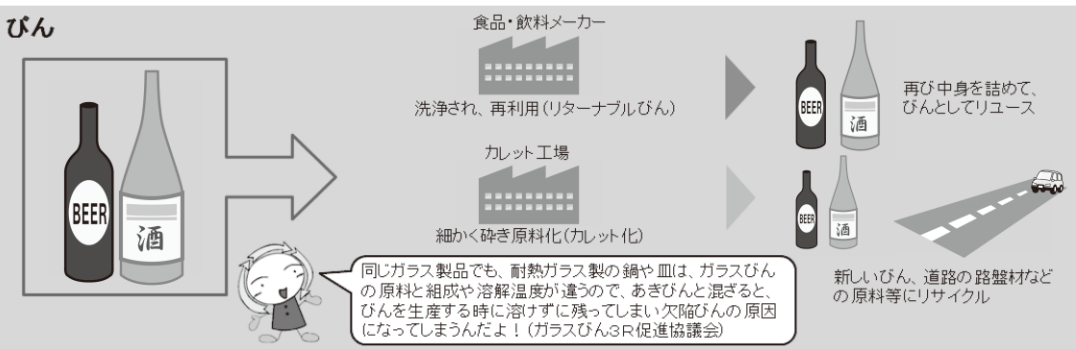 びん
食品・飲料メーカー
洗浄され、再利用（リターナブルびん）
BEER
酒
再び中身を詰めて、
びんとしてリユース
BEER
酒
カレット工場
細かく砕き原料化（カレット化）
BEER
酒
新しいびん、道路の路盤材など
の原料等にリサイクル
同じガラス製品でも、耐熱ガラス製の鍋や皿は、ガラスびん
の原料と組成や溶解温度が違うので、あきびんと混ざると、
びんを生産する時に溶けずに残ってしまい欠陥びんの原因
になってしまうんだよ！（ガラスびん３Ｒ促進協議会）